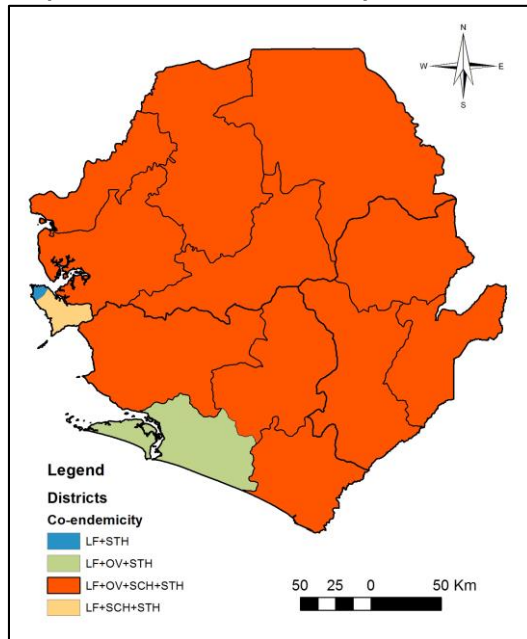 N
W E
S
Legend
Districts
Co-endemicity
LF+STH
LF+OV+STH
LF+OV+SCH+STH
LF+SCH+STH
50 25 0 50 Km